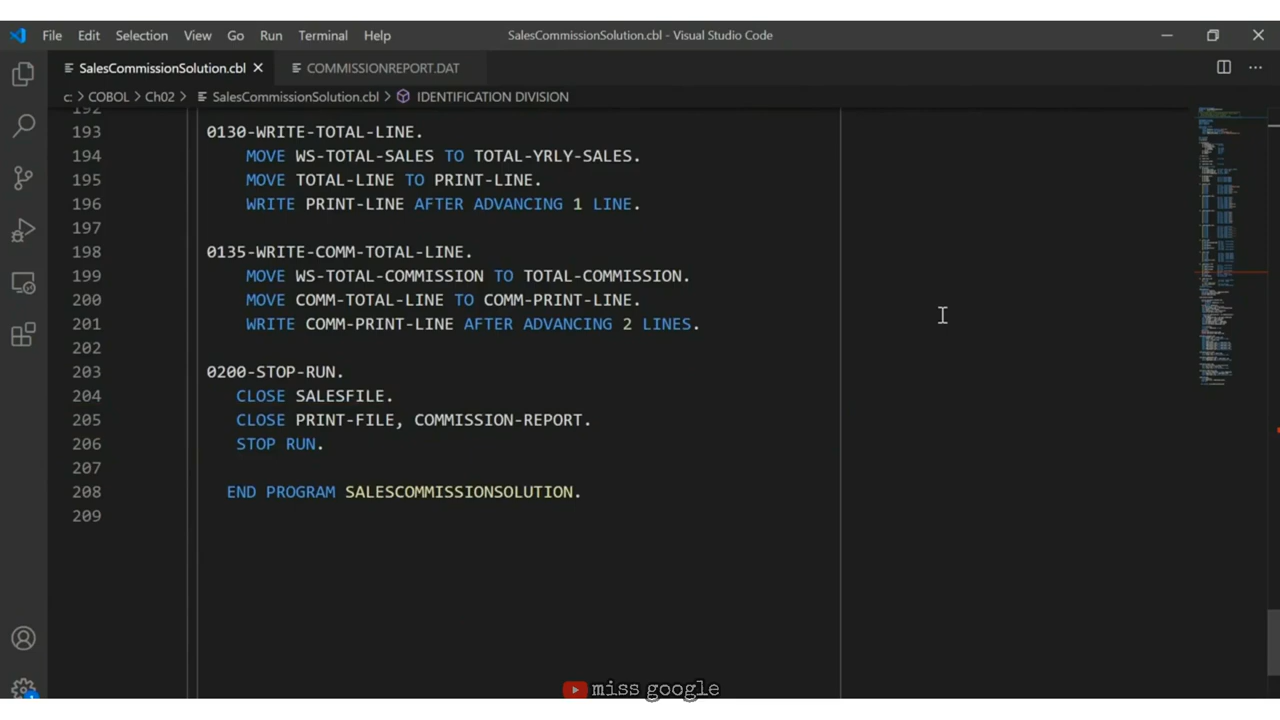 File Edit Selection View Go Run Terminal Help SalesCommissionSolution.cbl - Visual Studio Code
SalesCommissionSolution.cbl COMMISSIONREPORT.DAT
c: > COBOL > Ch02 > SalesCommissionSolution.cbl > IDENTIFICATION DIVISION
192
193 0130-WRITE-TOTAL-LINE.
194 MOVE WS-TOTAL-SALES TO TOTAL-YRLY-SALES.
195 MOVE TOTAL-LINE TO PRINT-LINE.
196 WRITE PRINT-LINE AFTER ADVANCING 1 LINE.
197
198 0135-WRITE-COMM-TOTAL-LINE.
199 MOVE WS-TOTAL-COMMISSION TO TOTAL-COMMISSION.
200 MOVE COMM-TOTAL-LINE TO COMM-PRINT-LINE.
201 WRITE COMM-PRINT-LINE AFTER ADVANCING 2 LINES.
202
203 0200-STOP-RUN.
204 CLOSE SALESFILE.
205 CLOSE PRINT-FILE, COMMISSION-REPORT.
206 STOP RUN.
207
208 END PROGRAM SALESCOMMISSIONSOLUTION.
209
miss google